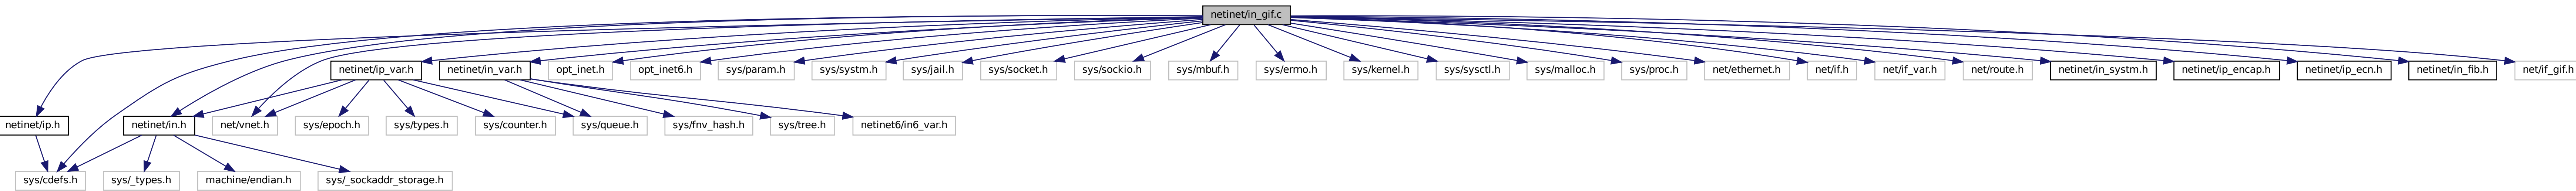 netinet/in_gif.c
netinet/ip_var.h
netinet/in_var.h
opt_inet.h
opt_inet6.h
sys/param.h
sys/systm.h
sys/jail.h
sys/socket.h
sys/sockio.h
sys/mbuf.h
sys/errno.h
sys/kernel.h
sys/sysctl.h
sys/malloc.h
sys/proc.h
net/ethernet.h
net/if.h
net/if_var.h
net/route.h
netinet/in_systm.h
netinet/ip_encap.h
netinet/ip_ecn.h
netinet/in_fib.h
net/if_gif.h
netinet/ip.h
netinet/in.h
net/vnet.h
sys/epoch.h
sys/types.h
sys/counter.h
sys/queue.h
sys/fnv_hash.h
sys/tree.h
netinet6/in6_var.h
sys/cdefs.h
sys/_types.h
machine/endian.h
sys/_sockaddr_storage.h